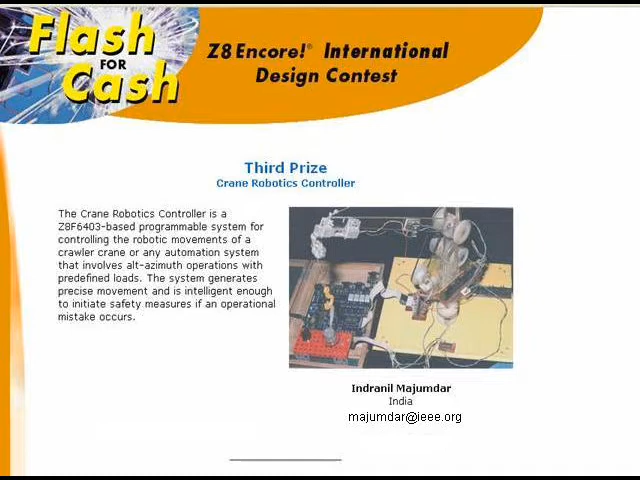 Flash
FOR
Cash
Z8 Encore!® International
Design Contest
Third Prize
Crane Robotics Controller
The Crane Robotics Controller is a
Z8F6403-based programmable system for
controlling the robotic movements of a
crawler crane or any automation system
that involves alt-azimuth operations with
predefined loads. The system generates
precise movement and is intelligent enough
to initiate safety measures if an operational
mistake occurs.
Indranil Majumdar
India
majumdar@ieee.org